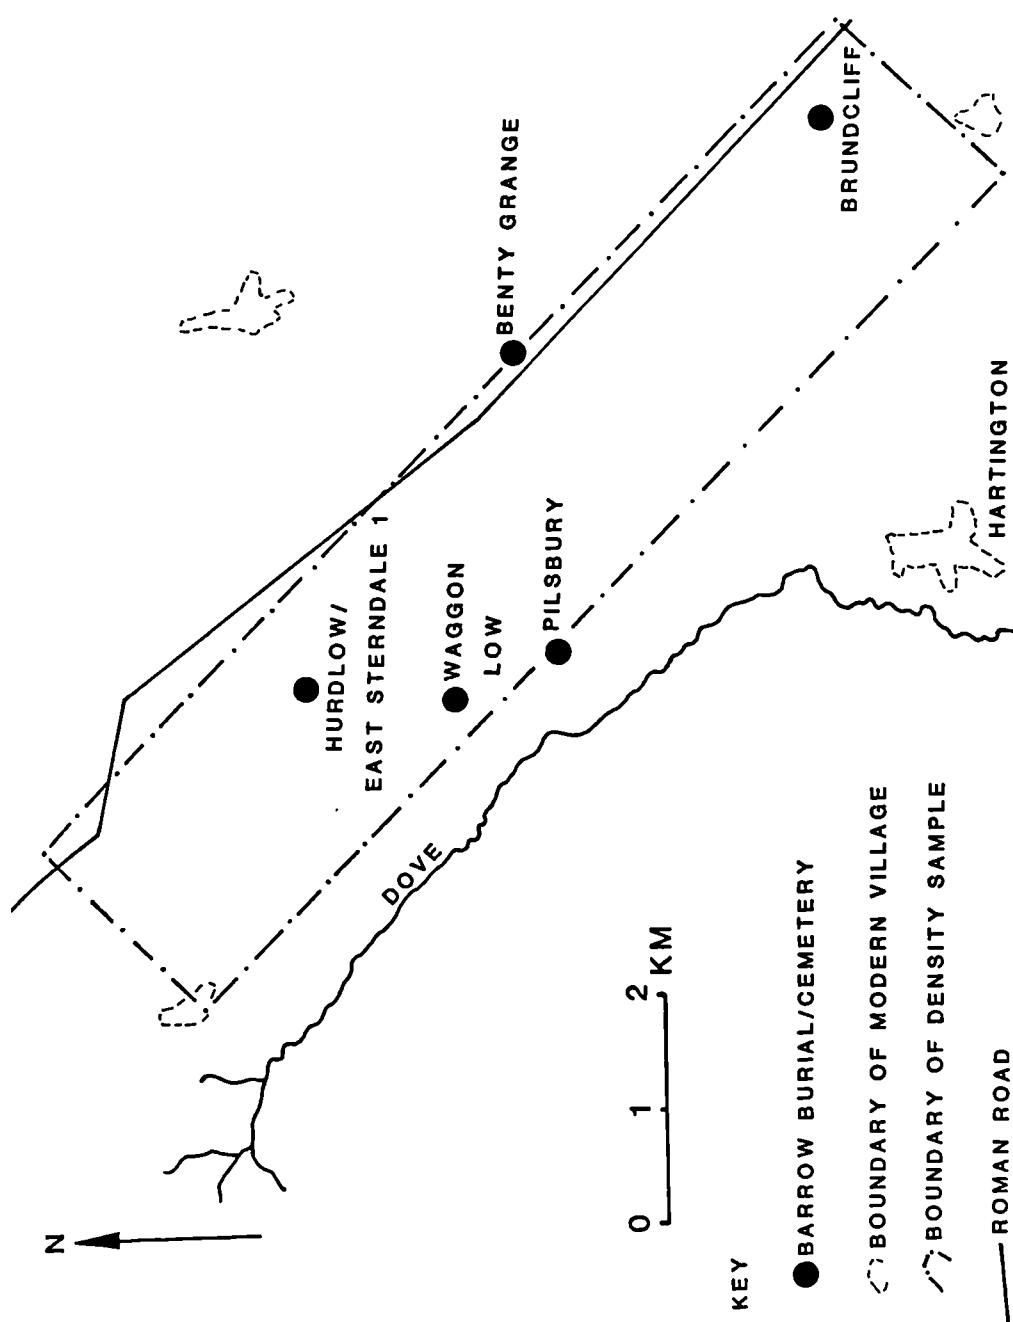 N
BENTY GRANGE
HURDLOW/
EAST STERNDALE 1
WAGGON
LOW
PILSBURY
BRUNDCLIFF
DOVE
HARTINGTON
0 1 2
KM
KEY
BARROW BURIAL/CEMETERY
BOUNDARY OF MODERN VILLAGE
BOUNDARY OF DENSITY SAMPLE
ROMAN ROAD